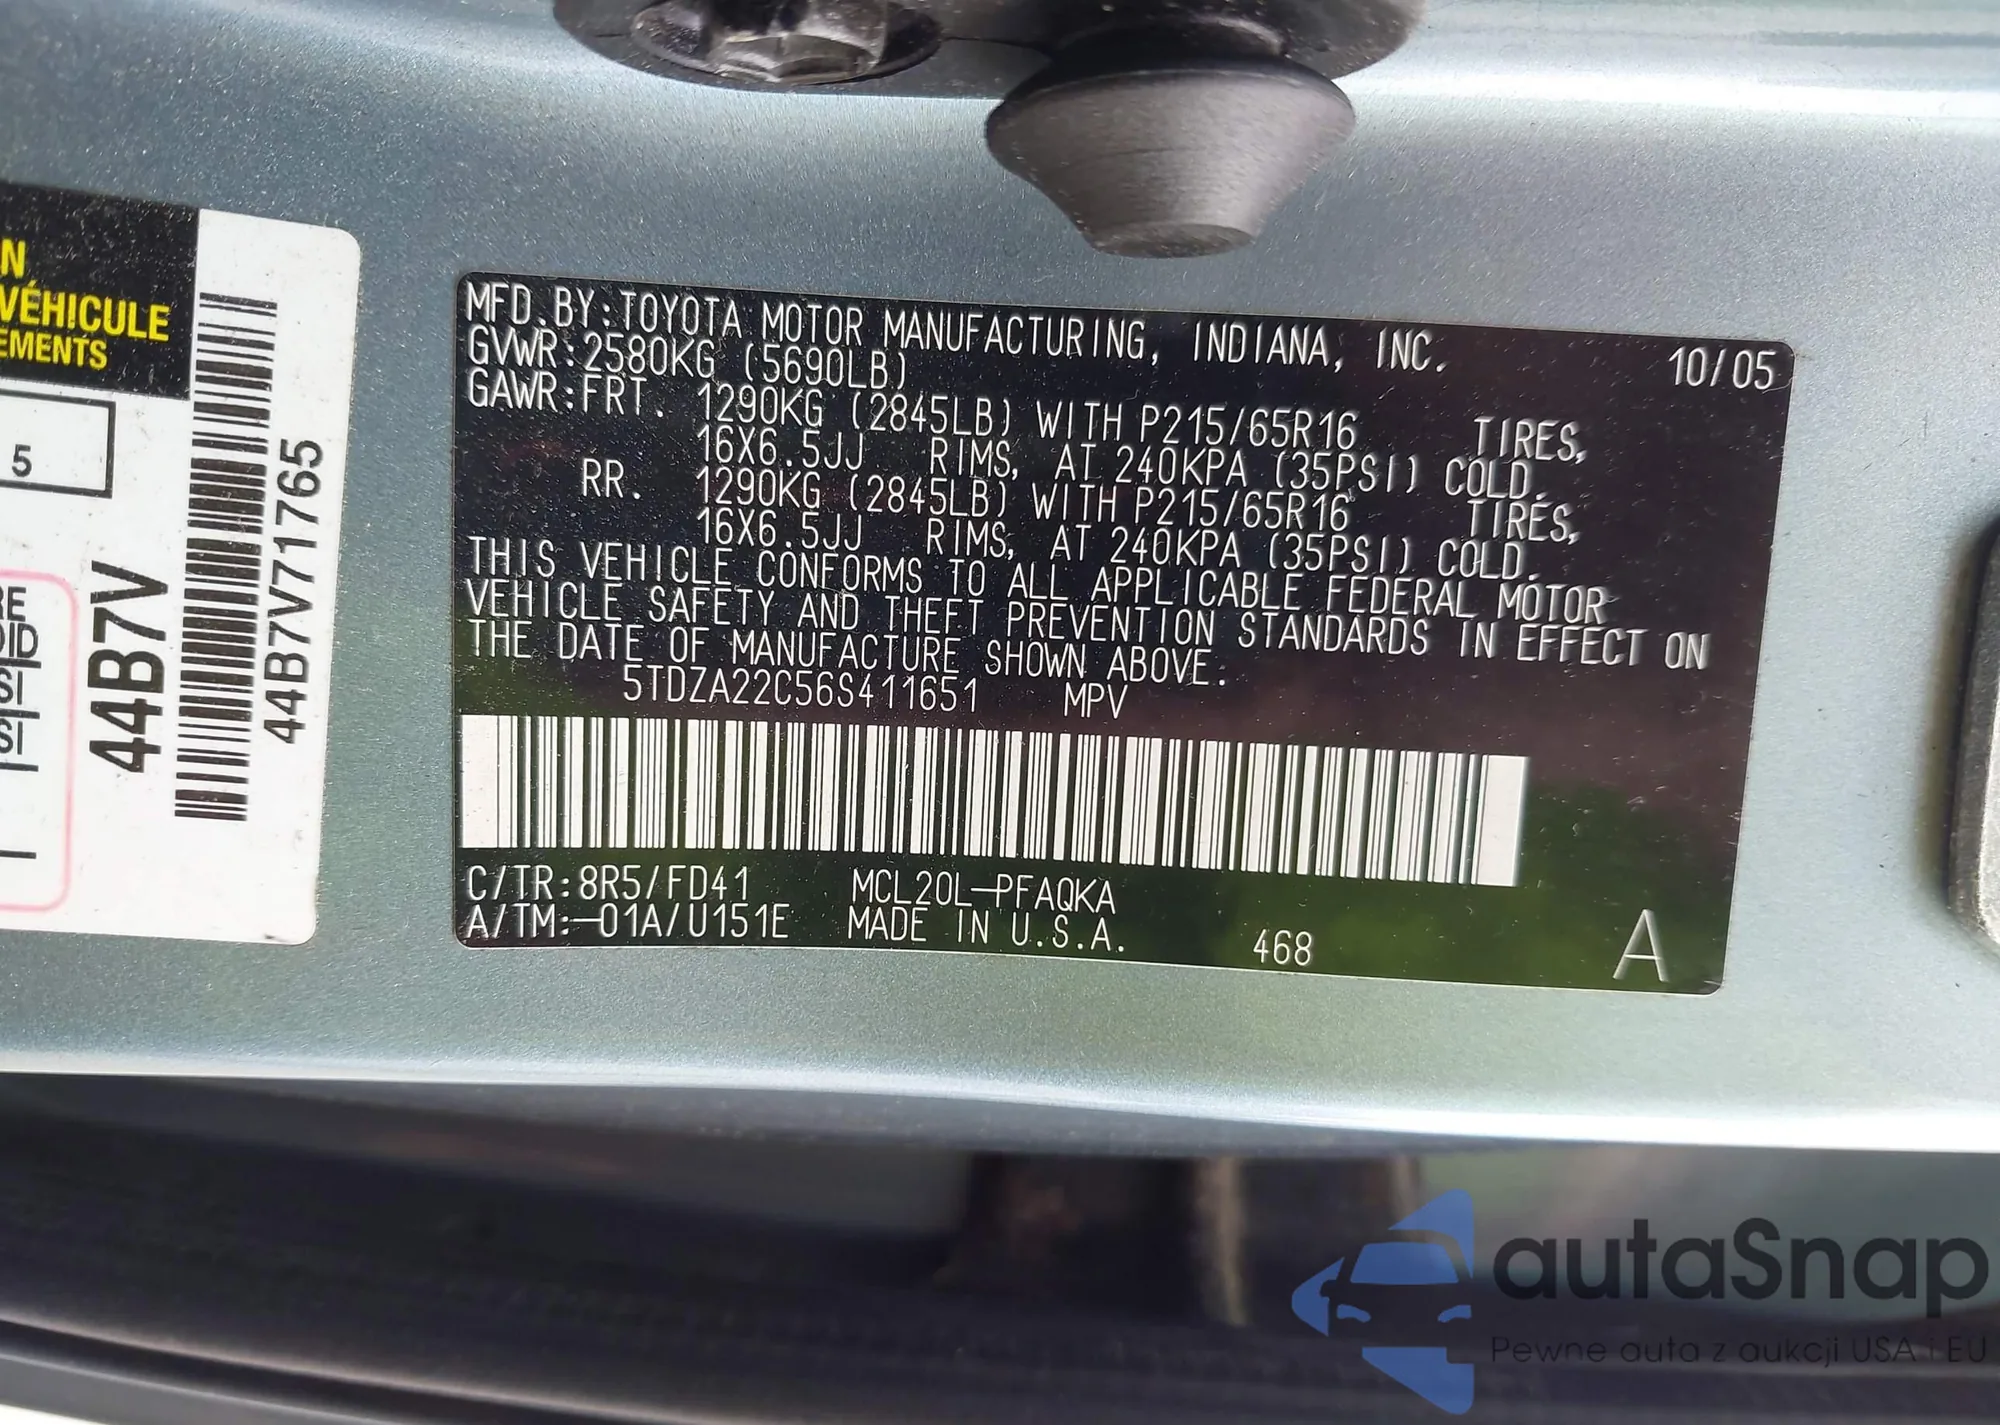 N
VÉHICULE
EMENTS
5
44B7V
44B7V71765
MFD.BY:TOYOTA MOTOR MANUFACTURING, INDIANA, INC. 10/05
GVWR:2580KG (5690LB)
GAWR:FRT. 1290KG (2845LB) WITH P215/65R16 TIRES,
16X6.5JJ RIMS, AT 240KPA (35PSI) COLD.
RR. 1290KG (2845LB) WITH P215/65R16 TIRES,
16X6.5JJ RIMS, AT 240KPA (35PSI) COLD.
THIS VEHICLE CONFORMS TO ALL APPLICABLE FEDERAL MOTOR
VEHICLE SAFETY AND THEFT PREVENTION STANDARDS IN EFFECT ON
THE DATE OF MANUFACTURE SHOWN ABOVE.
5TDZA22C56S411651 MPV
C/TR:8R5/FD41 MCL20L-PFAQKA
A/TM:-01A/U151E MADE IN U.S.A. 468 A
autaSnap
Pewne auta z aukcji USA i EU